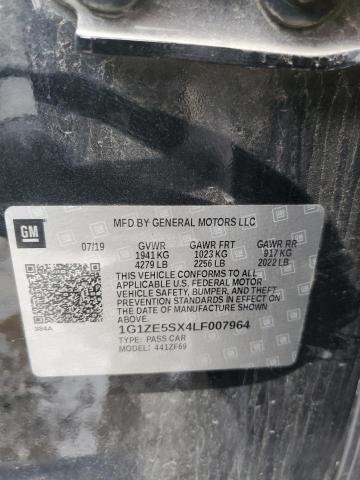 GM
MFD BY GENERAL MOTORS LLC
07/19 GVWR GAWR FRT GAWR RR
1941 KG 1023 KG 917 KG
4279 LB 2256 LB 2022 LB
THIS VEHICLE CONFORMS TO ALL
APPLICABLE U.S. FEDERAL MOTOR
VEHICLE SAFETY, BUMPER, AND THEFT
PREVENTION STANDARDS IN EFFECT ON
THE DATE OF MANUFACTURE SHOWN
ABOVE.
384A
1G1ZE5SX4LF007964
TYPE: PASS CAR
MODEL: 441ZF69